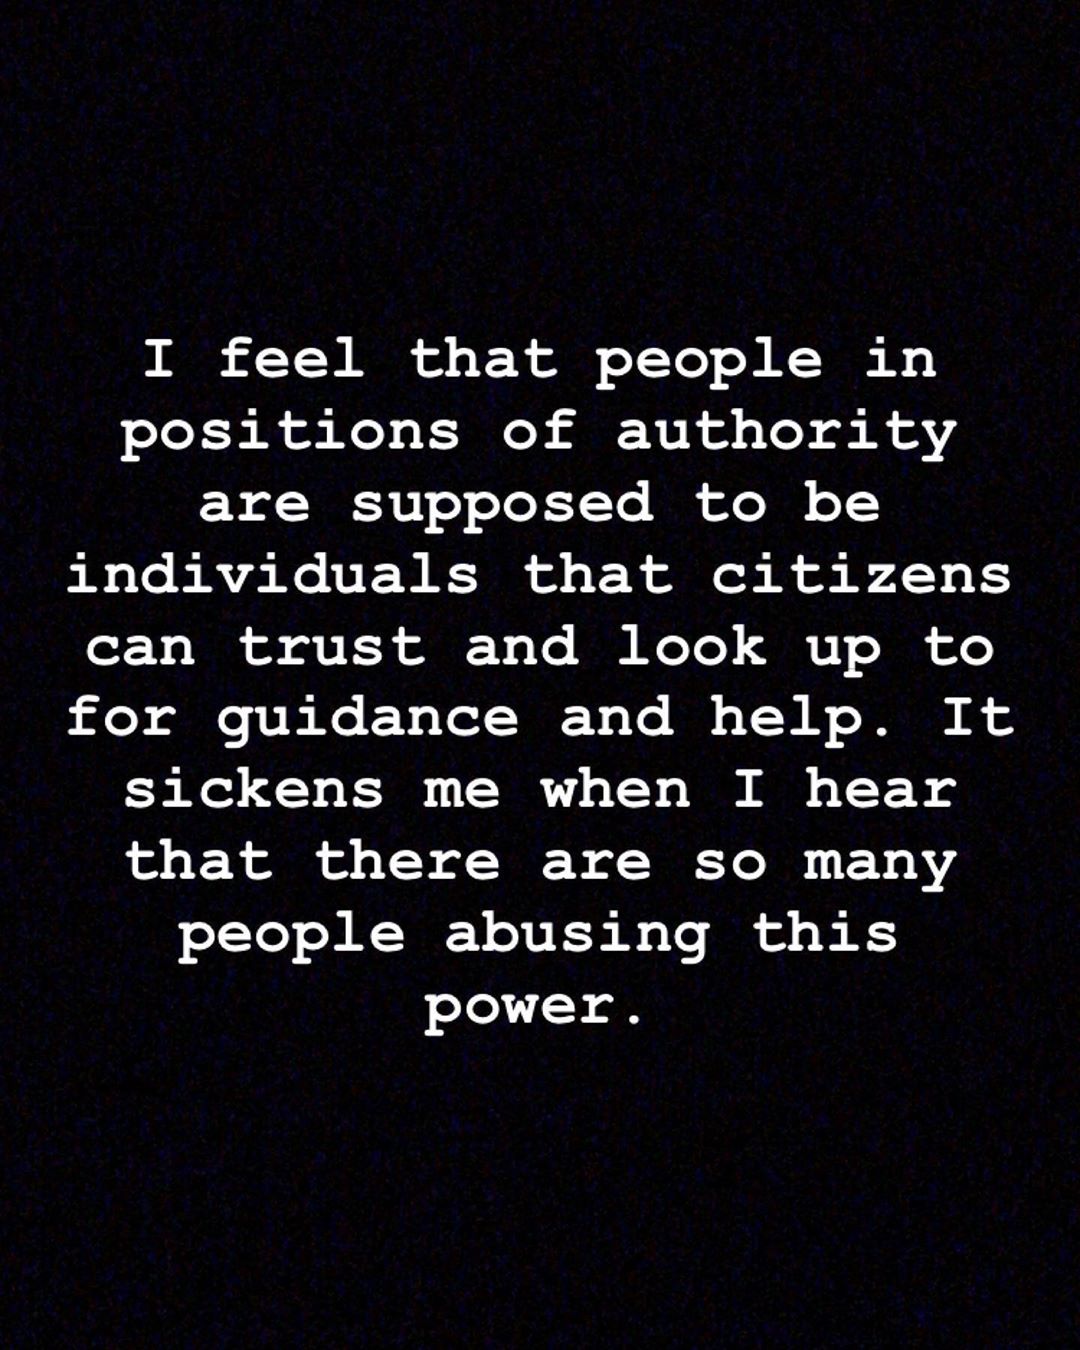 I feel that people in
positions of authority
are supposed to be
individuals that citizens
can trust and look up to
for guidance and help. It
sickens me when I hear
that there are so many
people abusing this
power.